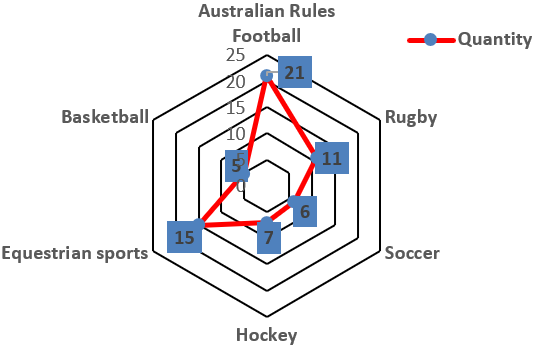 Australian Rules
Football
Quantity
25
20
15
10
5
0
21
11
6
7
15
5
Basketball
Rugby
Equestrian sports
Soccer
Hockey